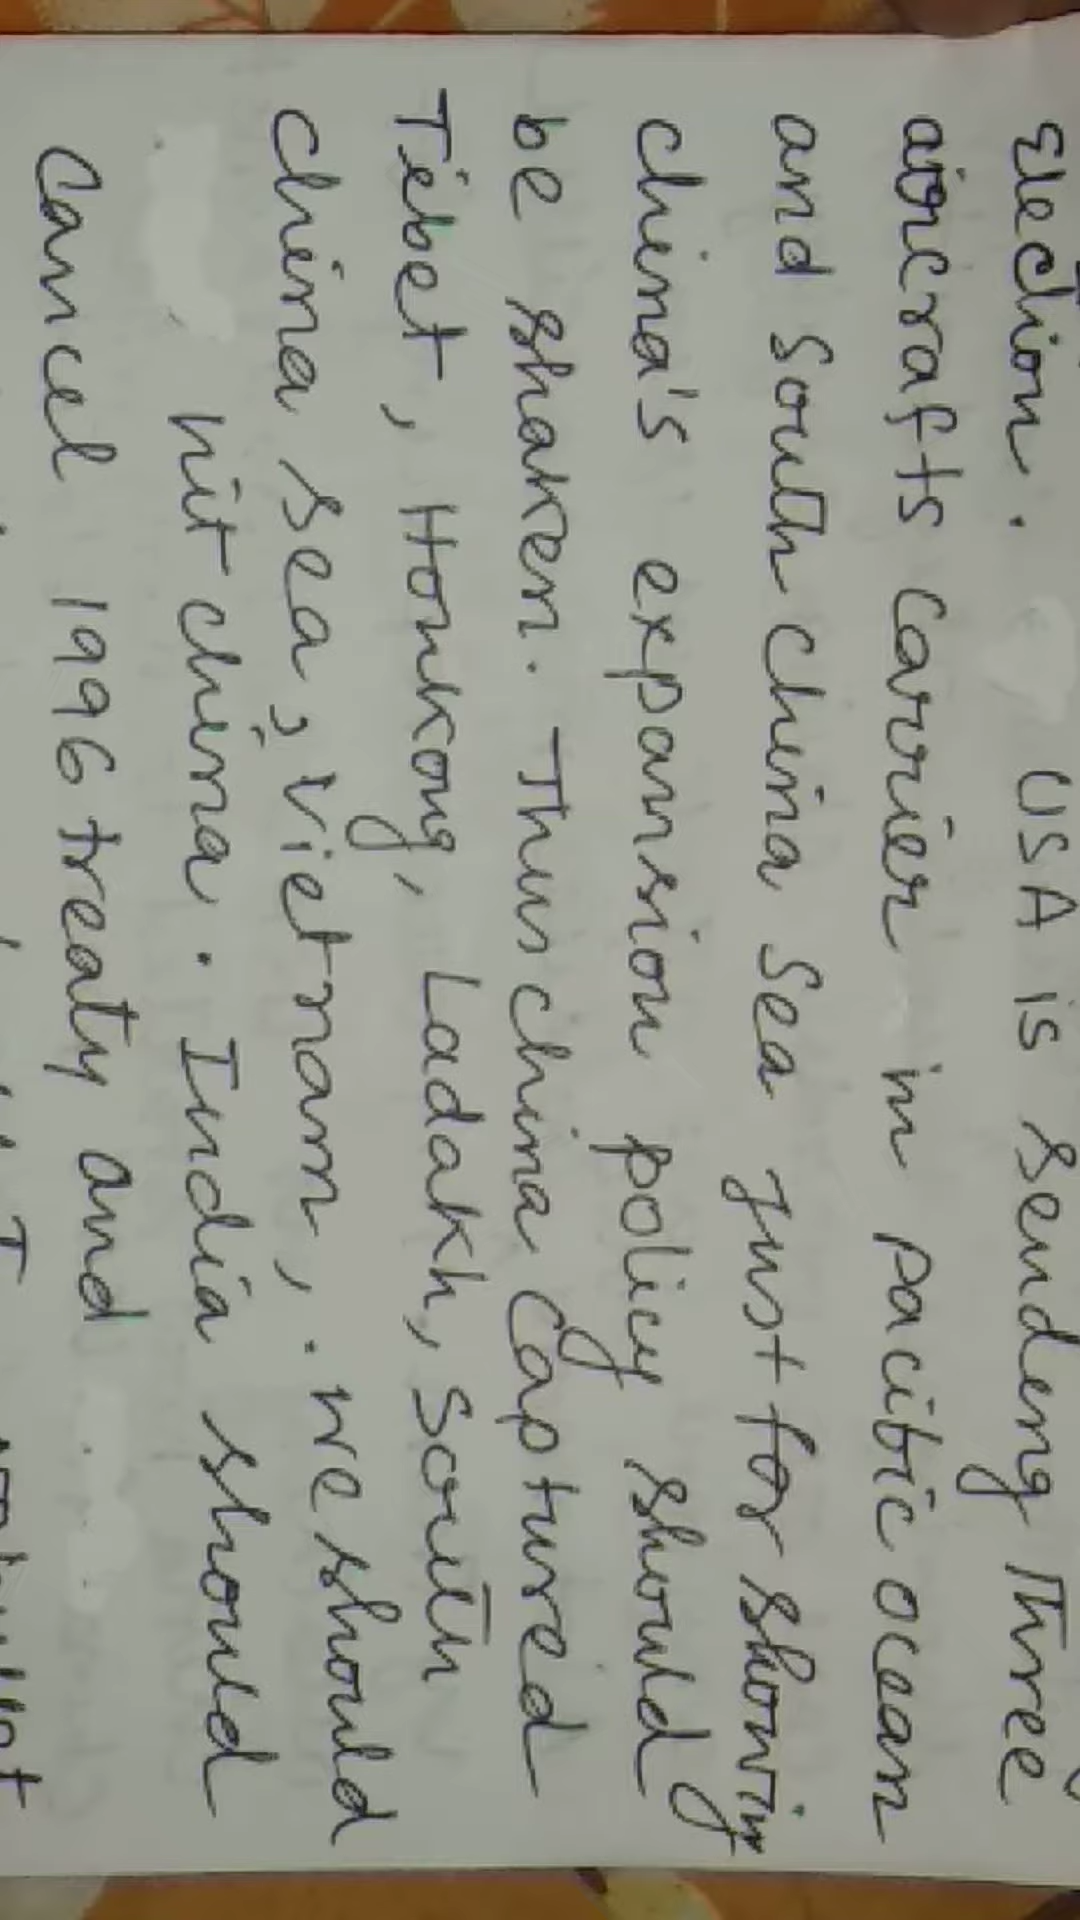 Election. USA is sending Three
aircrafts carrier in pacific ocean
and South china Sea just for showing
china's expansion policy should
be shaken. Thus china captured
Tibet, Honkong, Ladakh, South
china sea, Vietnam, . we should
hit china. India should
Cancel 1996 treaty and